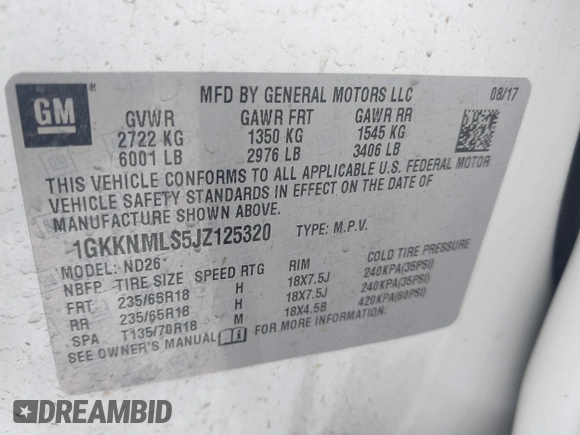 GM ®
MFD BY GENERAL MOTORS LLC 08/17
GVWR GAWR FRT GAWR RR
2722 KG 1350 KG 1545 KG
6001 LB 2976 LB 3406 LB
THIS VEHICLE CONFORMS TO ALL APPLICABLE U.S. FEDERAL MOTOR
VEHICLE SAFETY STANDARDS IN EFFECT ON THE DATE OF
MANUFACTURE SHOWN ABOVE.
1GKKNMLS5JZ125320 TYPE: M.P.V.
MODEL: ND26
NBFP TIRE SIZE SPEED RTG RIM 240KPA(35PSI)
FRT 235/65R18 H 18X7.5J 240KPA(35PSI)
RR 235/65R18 H 18X7.5J 420KPA(60PSI)
SPA T135/70R18 M 18X4.5B
SEE OWNER'S MANUAL FOR MORE INFORMATION.
DREAMBID